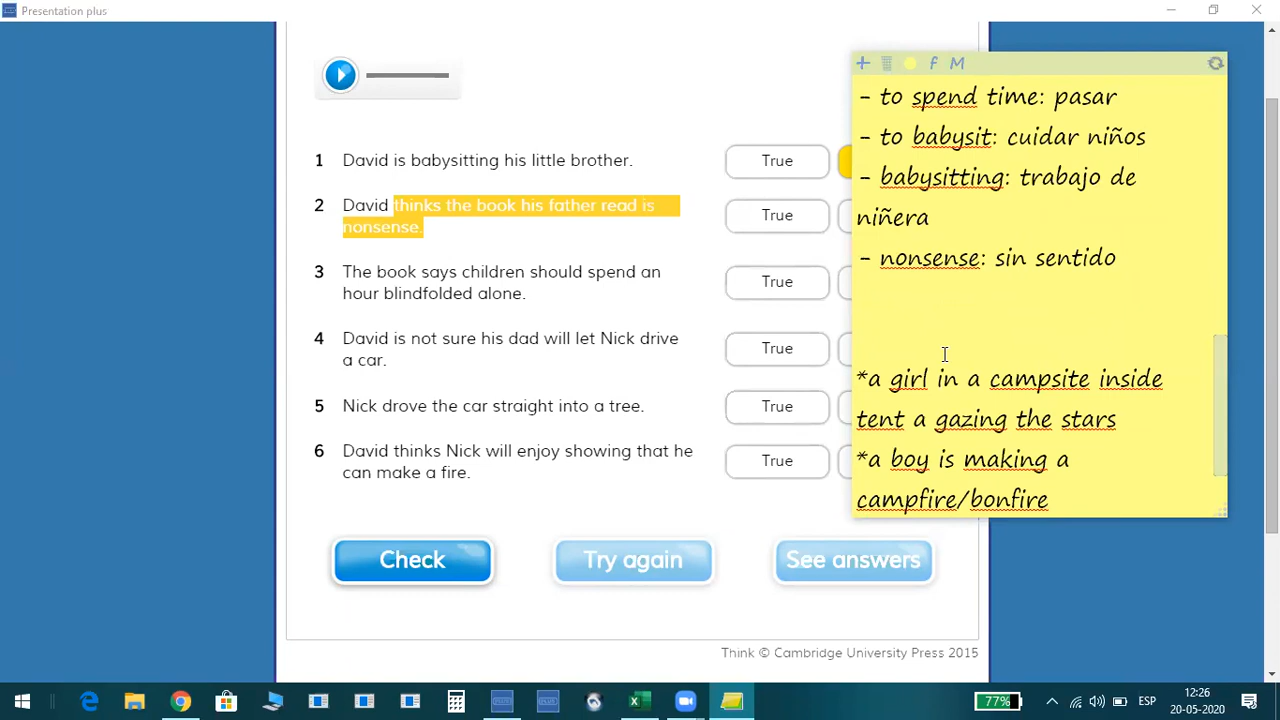 Presentation plus
1 David is babysitting his little brother.
True
2 David thinks the book his father read is
nonsense.
True
3 The book says children should spend an
hour blindfolded alone.
True
4 David is not sure his dad will let Nick drive
a car.
True
5 Nick drove the car straight into a tree.
True
6 David thinks Nick will enjoy showing that he
can make a fire.
True
Check
Try again
See answers
Think © Cambridge University Press 2015
+ f M
- to spend time: pasar
- to babysit: cuidar niños
- babysitting: trabajo de
niñera
- nonsense: sin sentido
*a girl in a campsite inside
tent a gazing the stars
*a boy is making a
campfire/bonfire
77%
ESP
12:26
20-05-2020